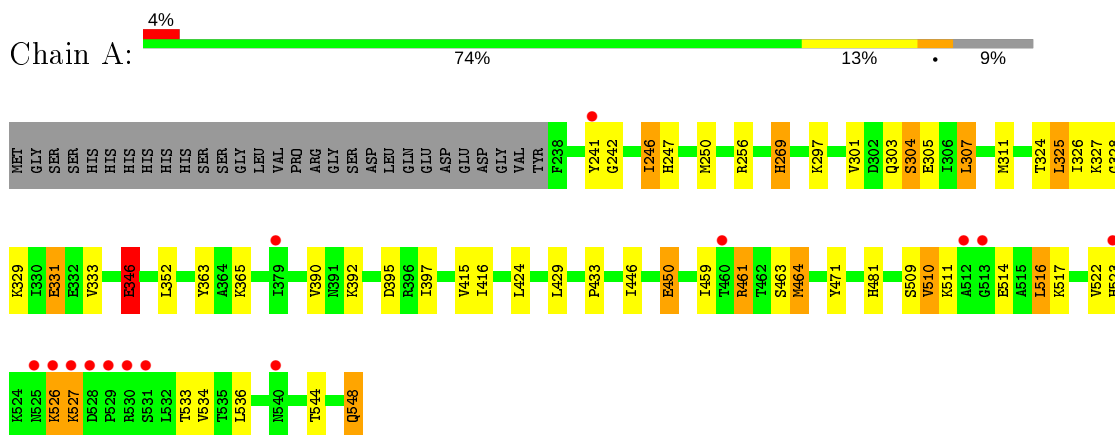 4%
Chain A:
74% 13% • 9%
MET GLY SER SER HIS HIS HIS HIS HIS HIS SER SER GLY LEU VAL PRO ARG GLY SER ASP LEU GLN GLU ASP GLU ASP GLY VAL TYR F238 Y241 G242 I246 H247 M250 R256 H269 K297 V301 D302 Q303 S304 E305 I306 L307 M311 T324 L325 I326 K327 G328
K329 I330 E331 E332 V333 E346 L352 Y363 A364 K365 I379 V390 N391 K392 D395 R396 I397 V415 I416 L424 L429 P433 I446 E450 I459 T460 R461 T462 S463 M464 Y471 H481 S509 V510 K511 A512 G513 E514 A515 L516 K517 V522 H523
K524 N525 K526 K527 D528 P529 R530 S531 L532 T533 V534 T535 L536 N540 T544 Q548